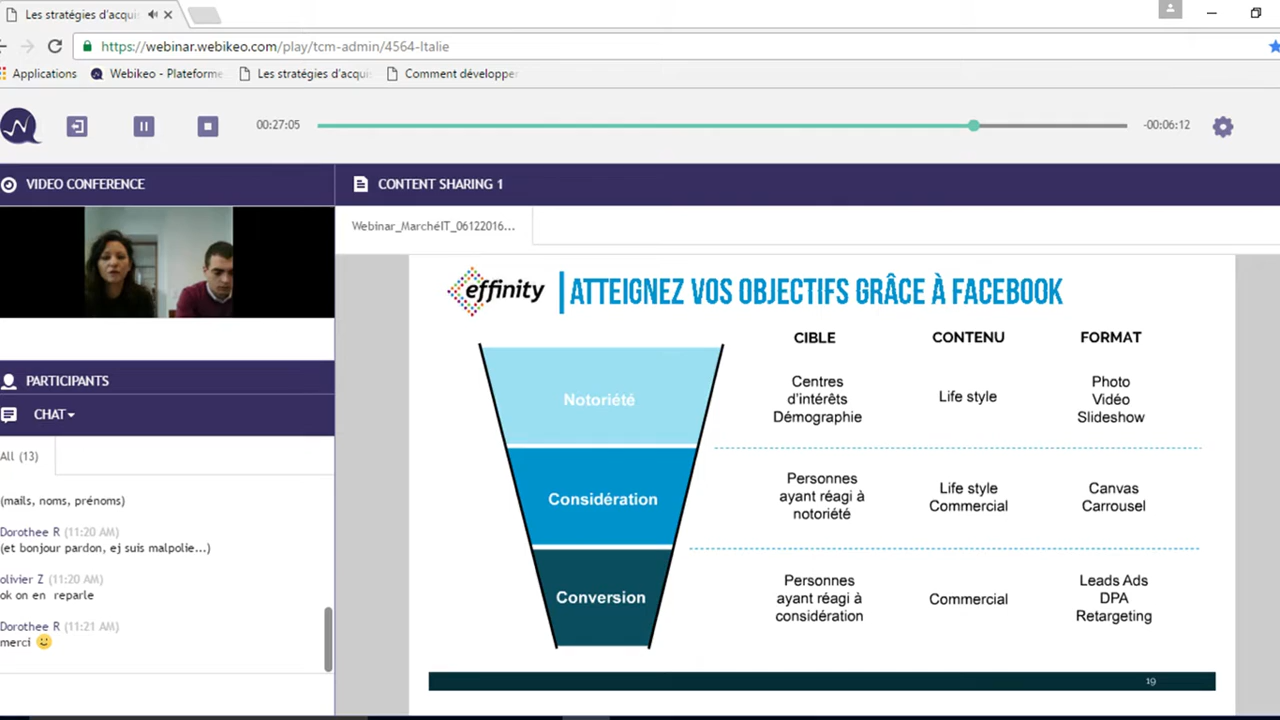 Les stratégies d'acquis
https://webinar.webikeo.com/play/tcm-admin/4564-Italie
Applications
Webikeo - Plateforme
Les stratégies d'acqui
Comment développer
00:27:05
-00:06:12
VIDEO CONFERENCE
CONTENT SHARING 1
Webinar_MarchéIT_06122016...
effinity
ATTEIGNEZ VOS OBJECTIFS GRÂCE À FACEBOOK
CIBLE
CONTENU
FORMAT
Notoriété
Centres
d'intérêts
Démographie
Life style
Photo
Vidéo
Slideshow
Considération
Personnes
ayant réagi à
notoriété
Life style
Commercial
Canvas
Carrousel
Conversion
Personnes
ayant réagi à
considération
Commercial
Leads Ads
DPA
Retargeting
19
PARTICIPANTS
CHAT
All (13)
(mails, noms, prénoms)
Dorothee R (11:20 AM)
(et bonjour pardon, ej suis malpolie...)
olivier Z (11:20 AM)
ok on en reparle
Dorothee R (11:21 AM)
merci